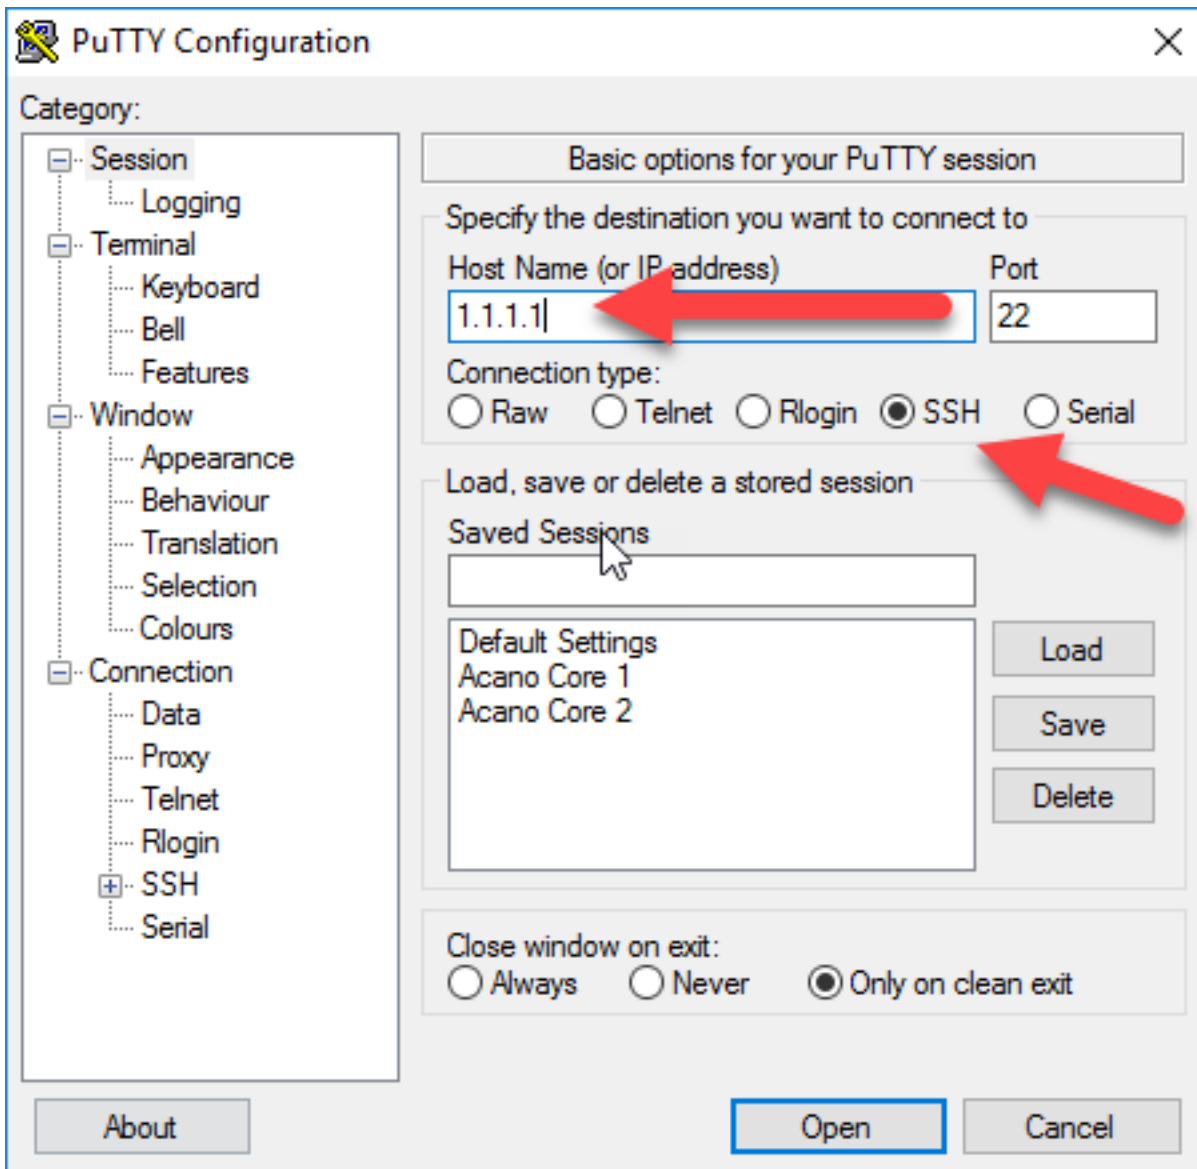 PuTTY Configuration
Category:
Session
Logging
Terminal
Keyboard
Bell
Features
Window
Appearance
Behaviour
Translation
Selection
Colours
Connection
Data
Proxy
Telnet
Rlogin
SSH
Serial
Basic options for your PuTTY session
Specify the destination you want to connect to
Host Name (or IP address) Port
1.1.1.1 22
Connection type:
Raw Telnet Rlogin SSH Serial
Load, save or delete a stored session
Saved Sessions
Default Settings
Acano Core 1
Acano Core 2
Load
Save
Delete
Close window on exit:
Always Never Only on clean exit
About Open Cancel